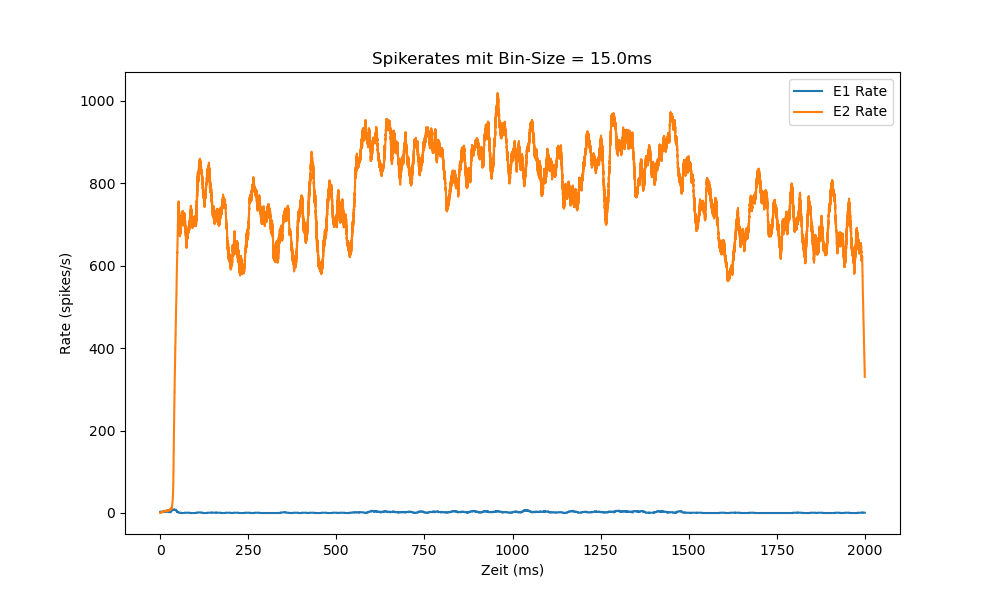 Spikerates mit Bin-Size = 15.0ms
E1 Rate
E2 Rate
1000
800
600
400
200
0
Rate (spikes/s)
0 250 500 750 1000 1250 1500 1750 2000
Zeit (ms)